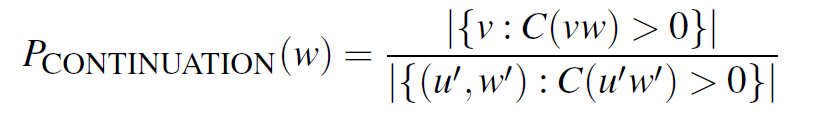 P_CONTINUATION(w) = |{v : C(vw) > 0}| / |{(u′,w′) : C(u′w′) > 0}|